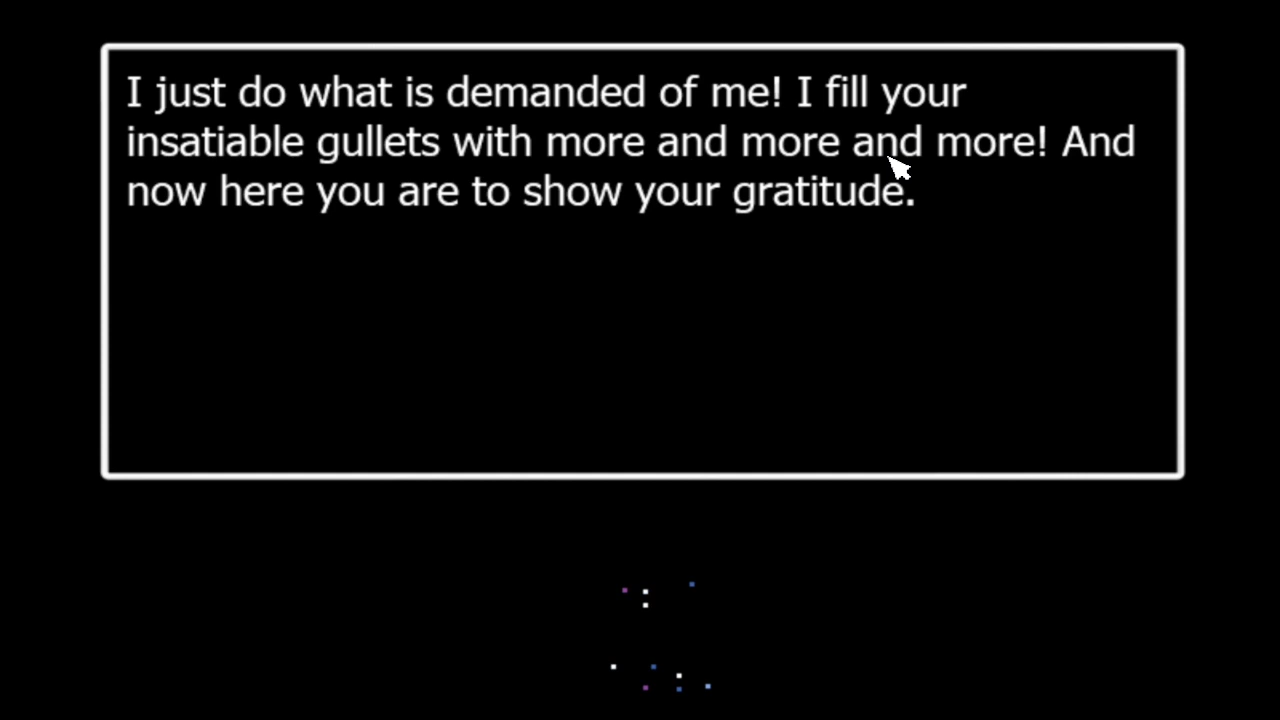 I just do what is demanded of me! I fill your
insatiable gullets with more and more and more! And
now here you are to show your gratitude.